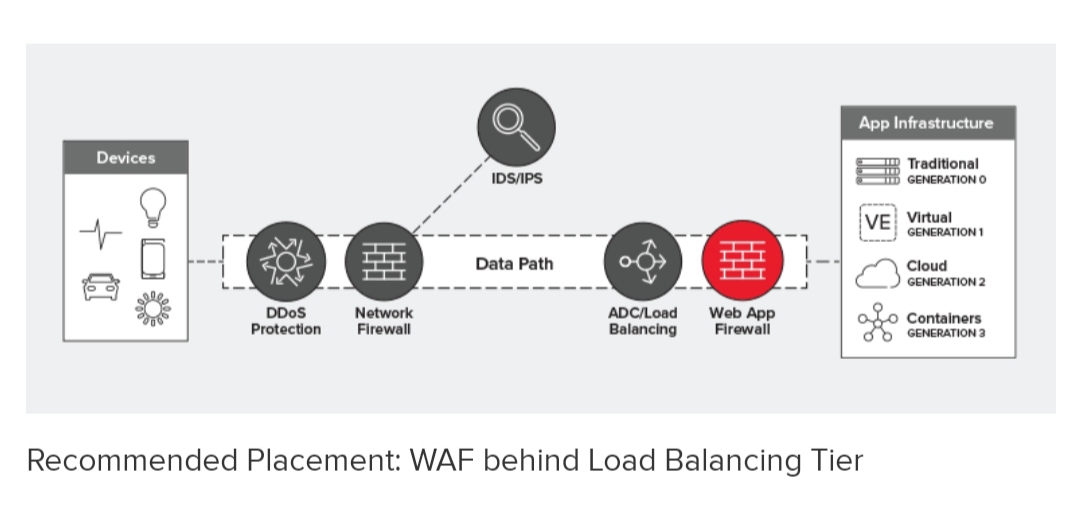 Devices
IDS/IPS
DDoS
Protection
Network
Firewall
Data Path
ADC/Load
Balancing
Web App
Firewall
App Infrastructure
Traditional
GENERATION 0
VE
Virtual
GENERATION 1
Cloud
GENERATION 2
Containers
GENERATION 3
Recommended Placement: WAF behind Load Balancing Tier